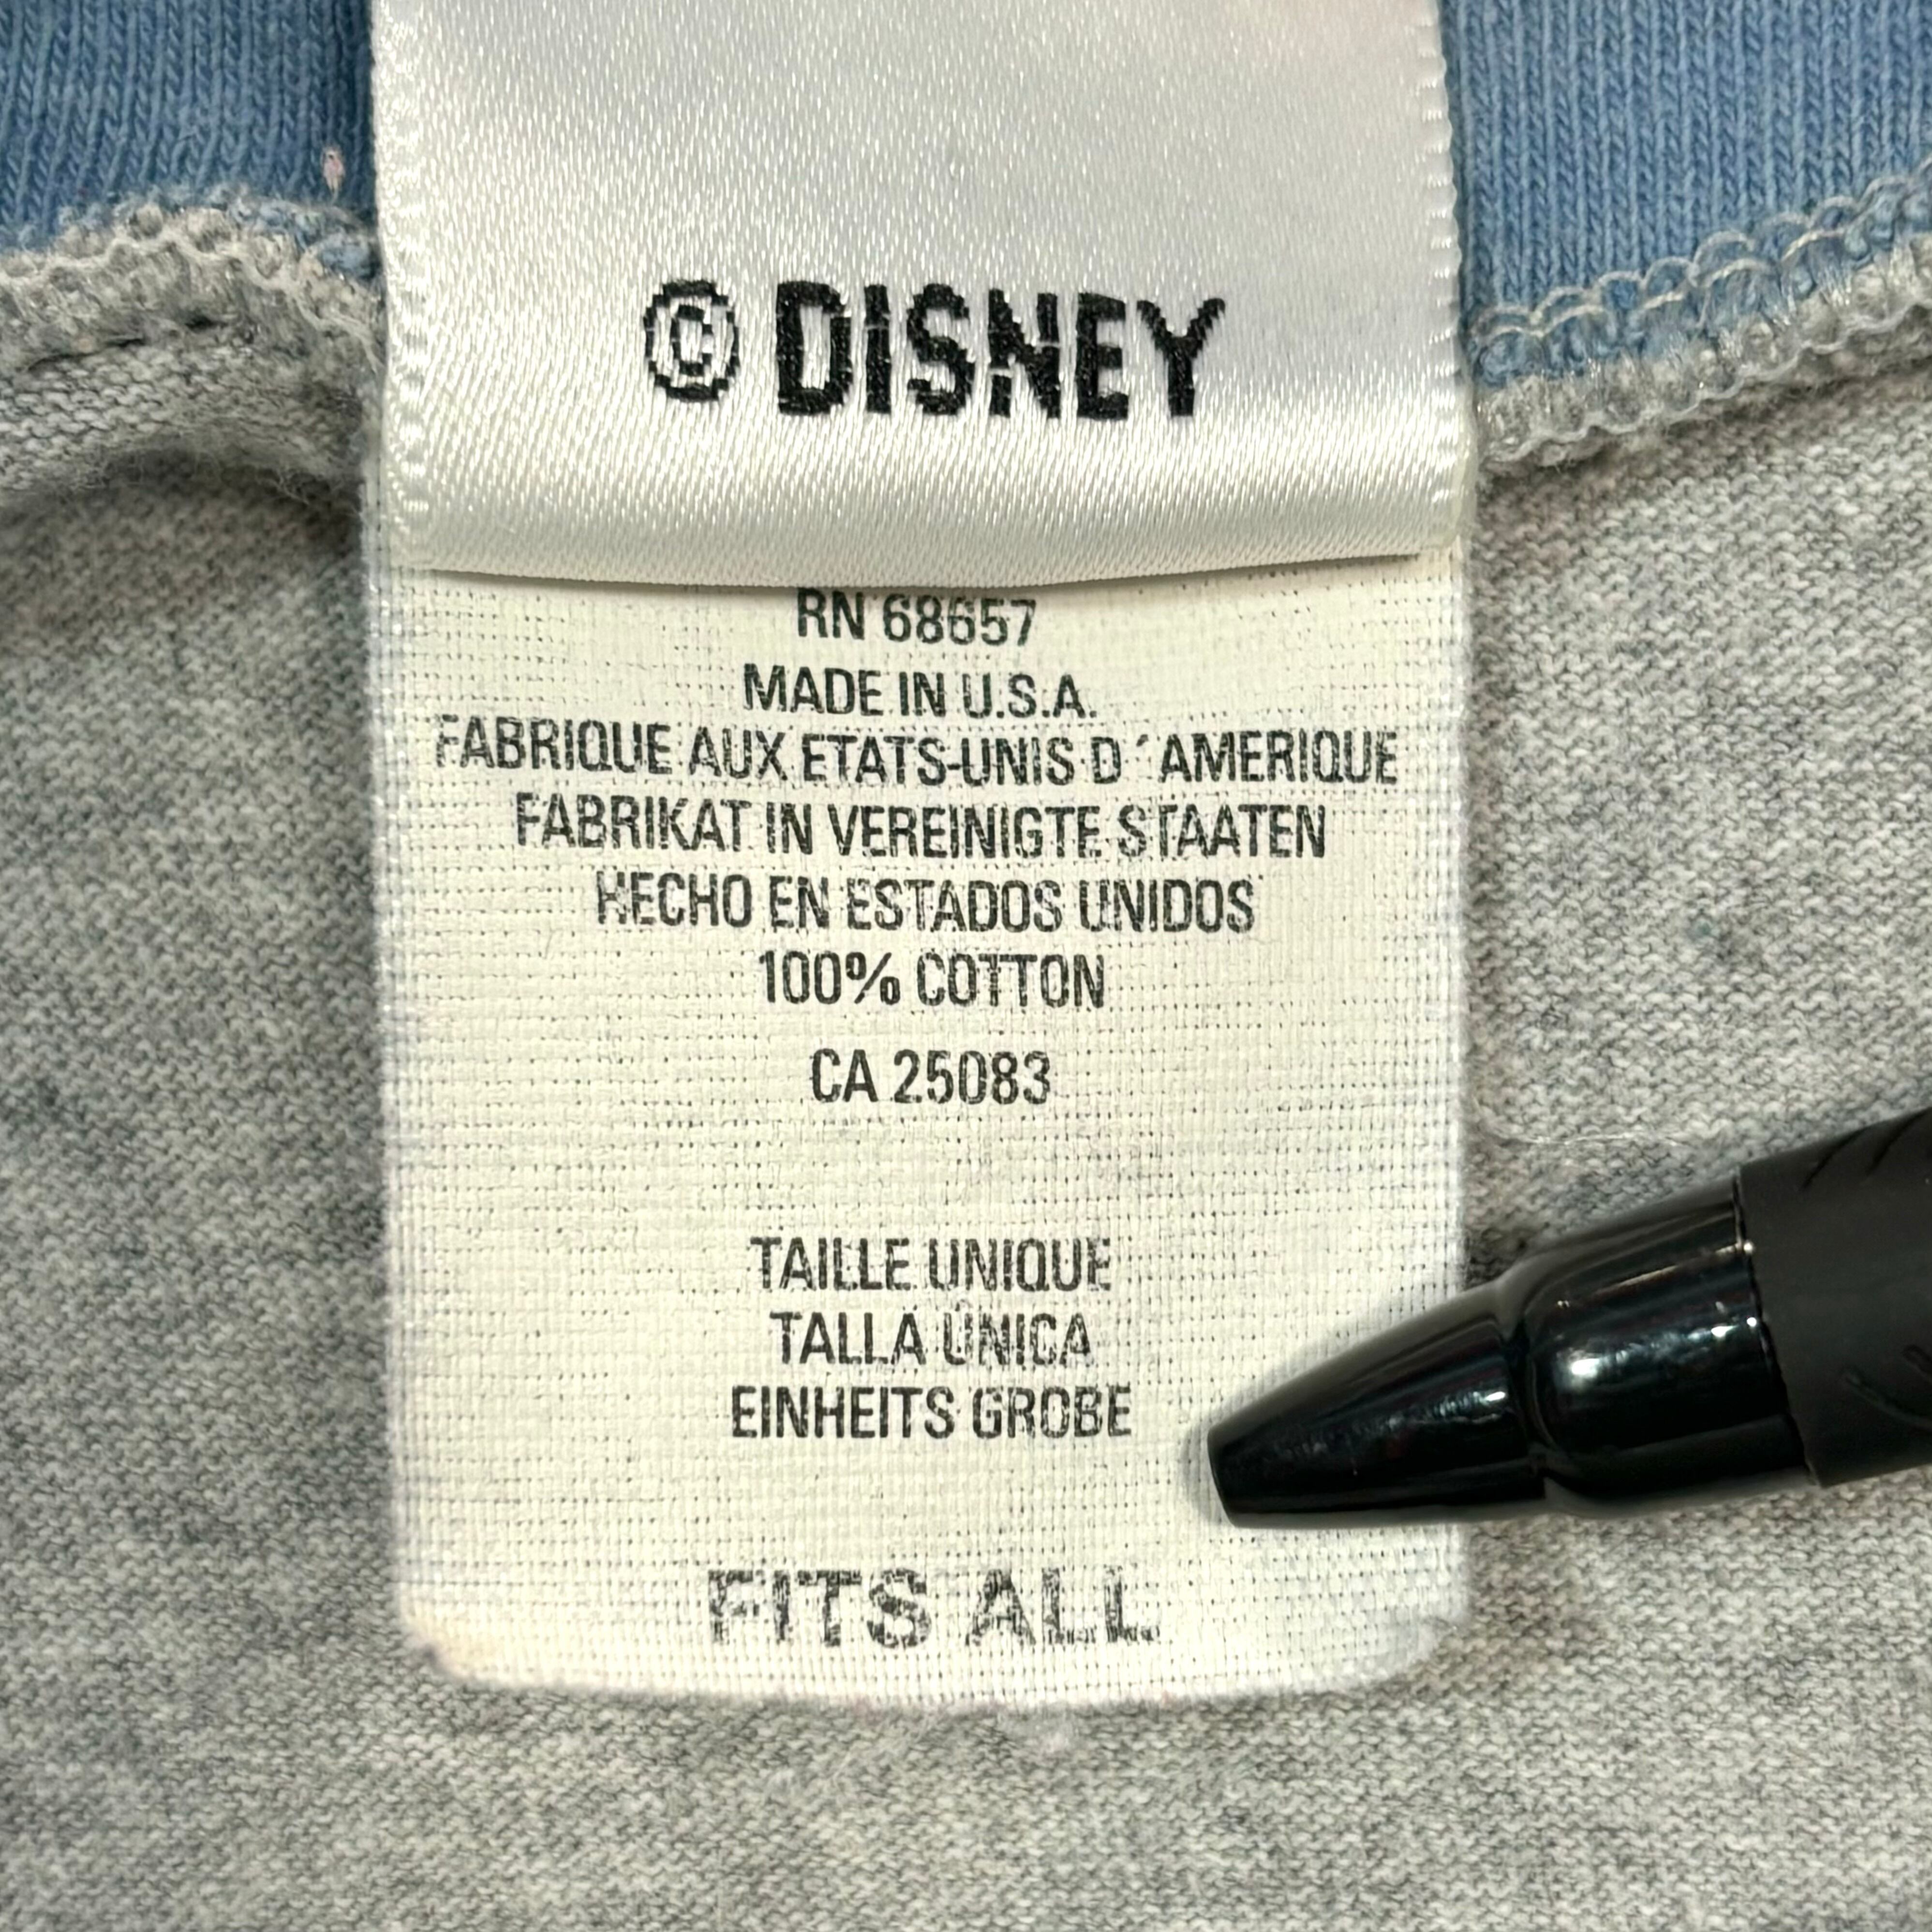 © DISNEY
RN 68657
MADE IN U.S.A.
FABRIQUE AUX ETATS-UNIS D´AMERIQUE
FABRIKAT IN VEREINIGTE STAATEN
HECHO EN ESTADOS UNIDOS
100% COTTON
CA 25083
TAILLE UNIQUE
TALLA UNICA
EINHEITS GROBE
FITS ALL